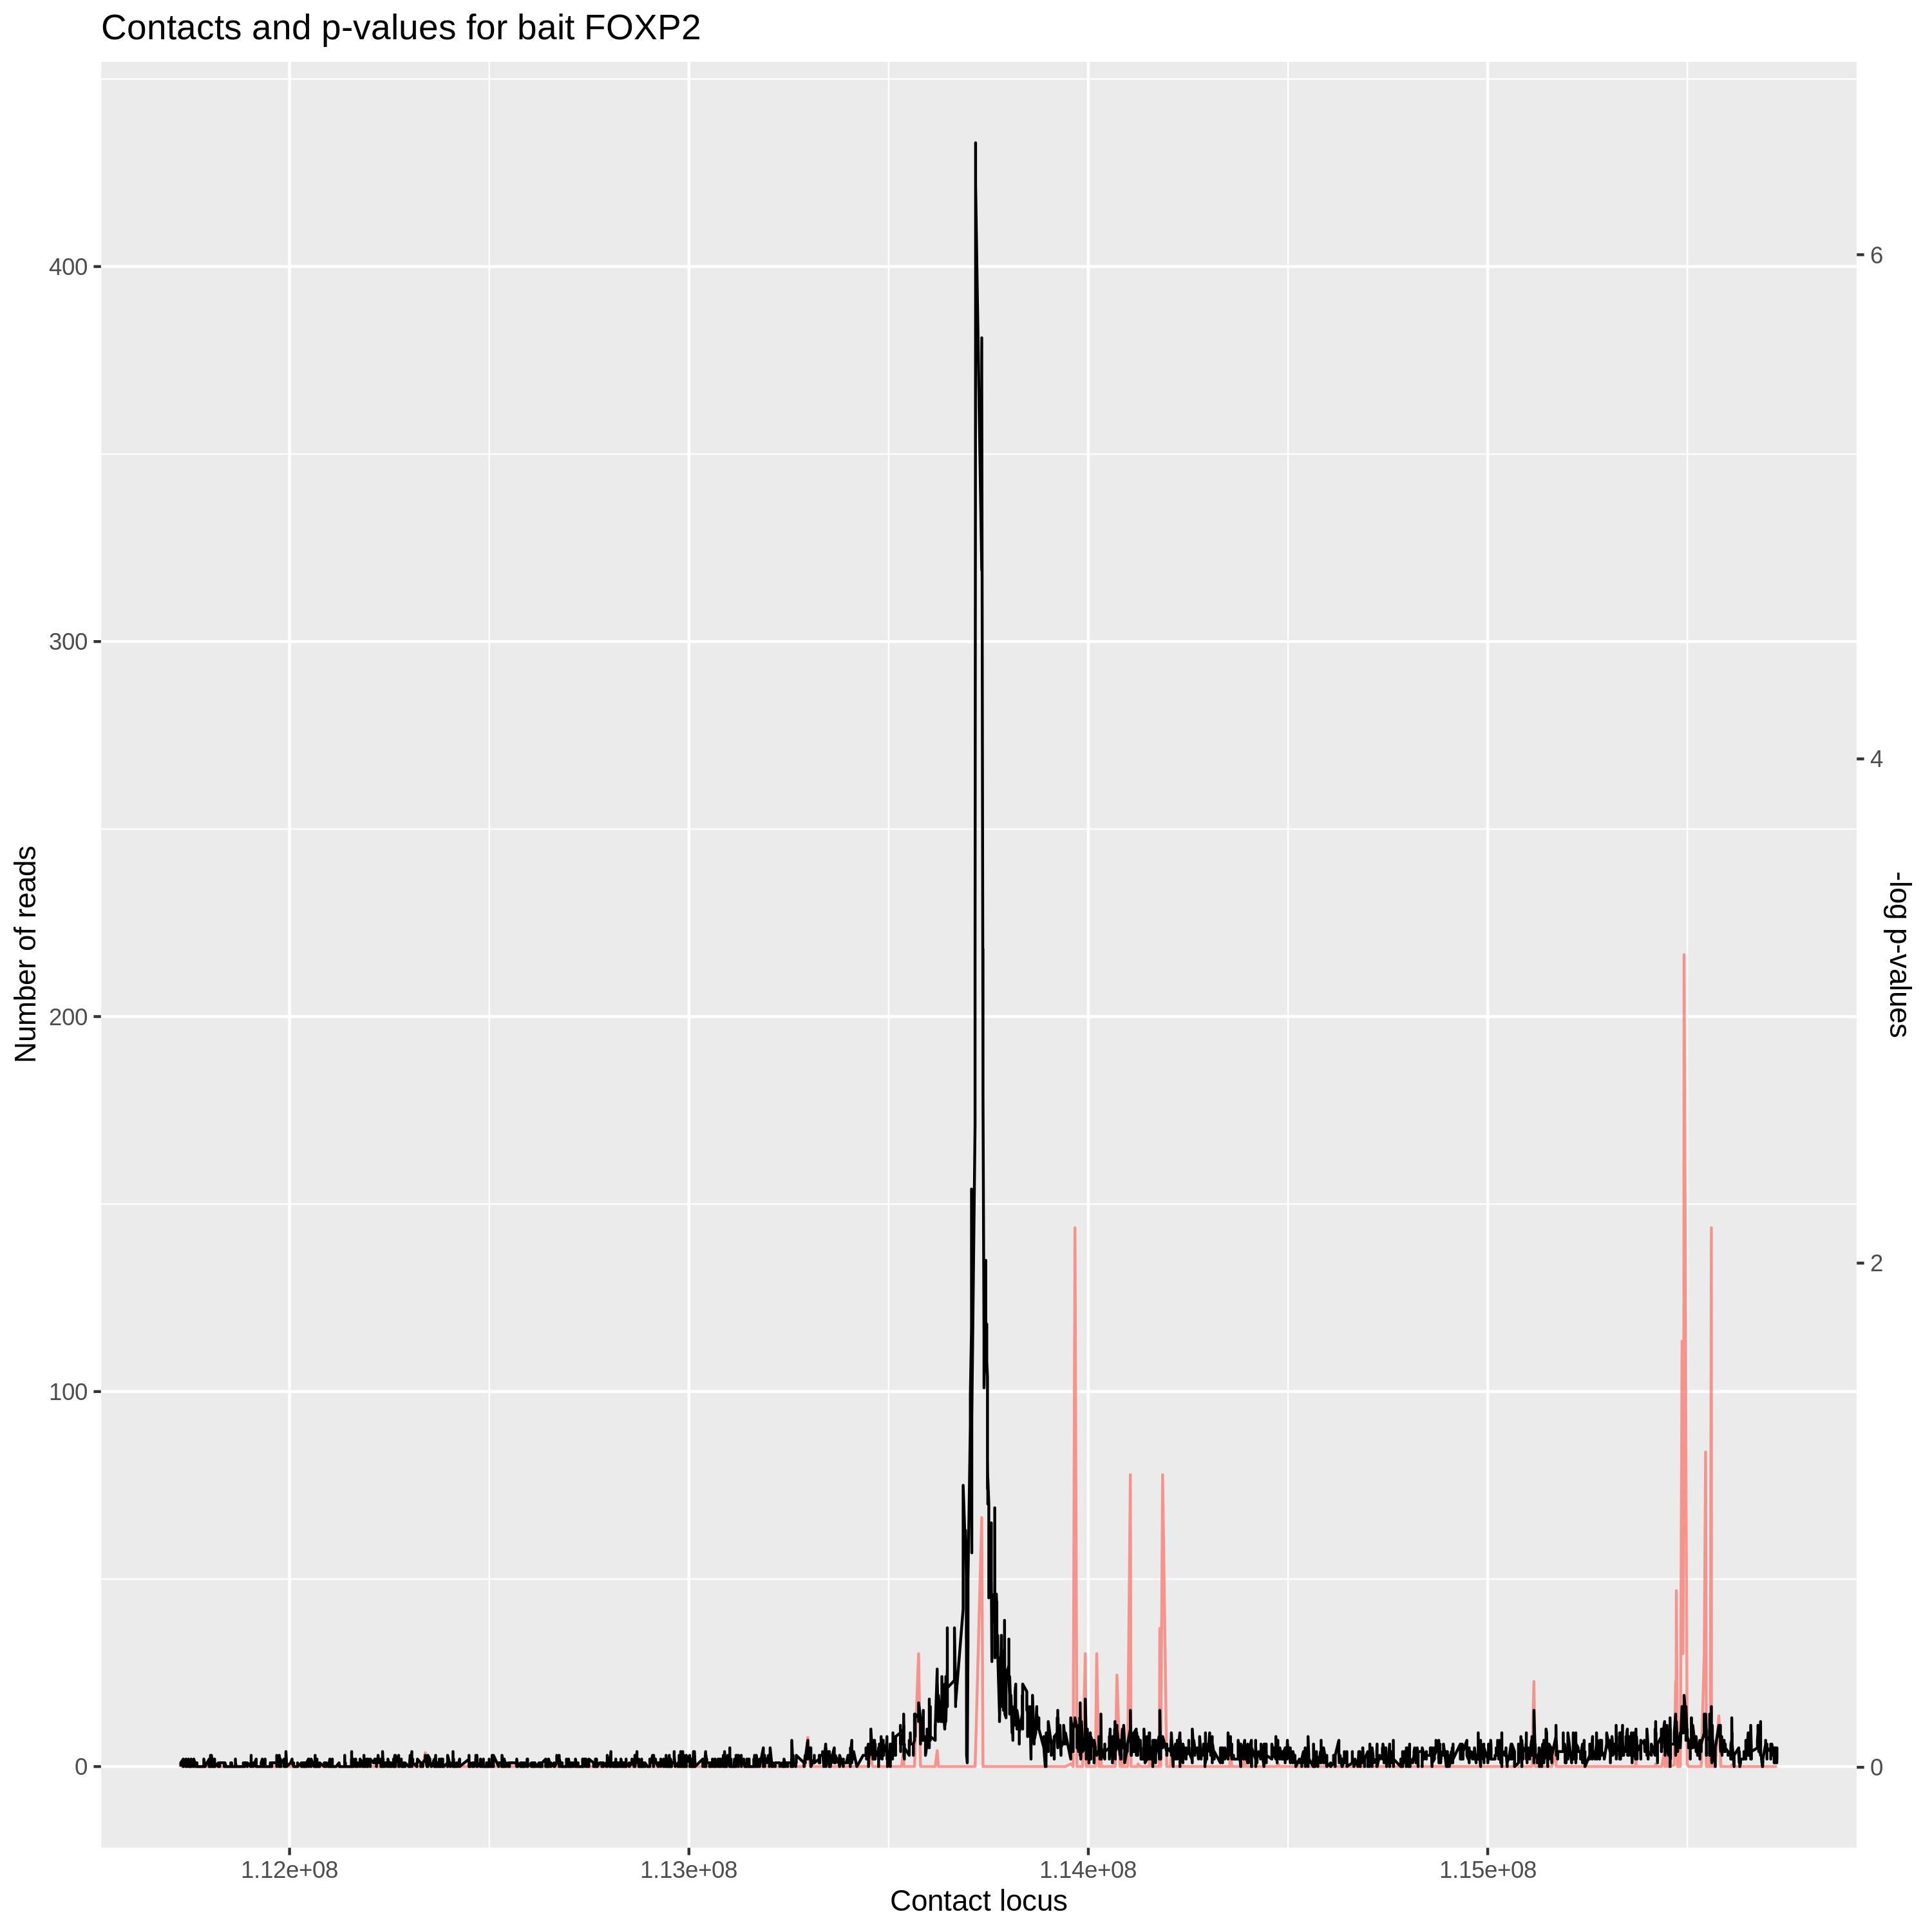 Contacts and p-values for bait FOXP2
Number of reads
400
300
200
100
0
6
4
2
0
-log p-values
1.12e+08
1.13e+08
1.14e+08
1.15e+08
Contact locus